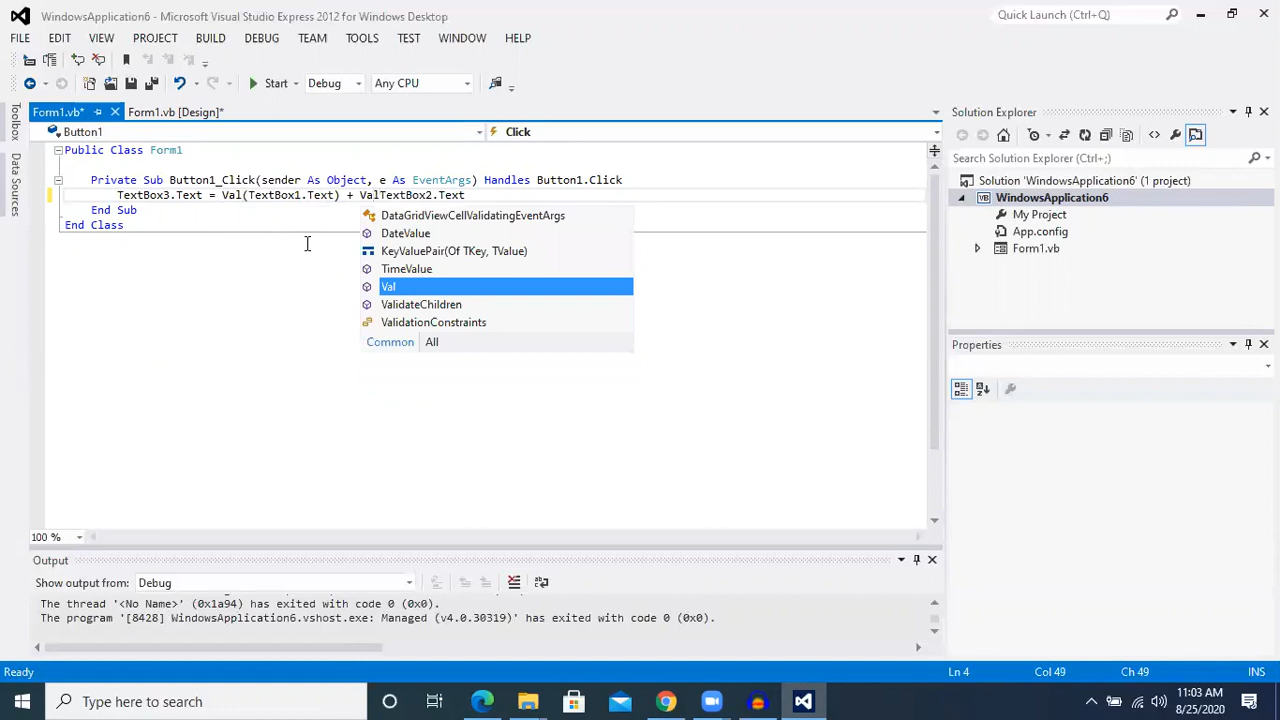 WindowsApplication6 - Microsoft Visual Studio Express 2012 for Windows Desktop
Quick Launch (Ctrl+Q)
FILE EDIT VIEW PROJECT BUILD DEBUG TEAM TOOLS TEST WINDOW HELP
Start Debug Any CPU
Form1.vb* Form1.vb [Design]*
Button1 Click
Public Class Form1
Private Sub Button1_Click(sender As Object, e As EventArgs) Handles Button1.Click
TextBox3.Text = Val(TextBox1.Text) + ValTextBox2.Text
End Sub
End Class
DataGridViewCellValidatingEventArgs
DateValue
KeyValuePair(Of TKey, TValue)
TimeValue
Val
ValidateChildren
ValidationConstraints
Common All
100 %
Toolbox
Data Sources
Solution Explorer
Search Solution Explorer (Ctrl+;)
Solution 'WindowsApplication6' (1 project)
WindowsApplication6
My Project
App.config
Form1.vb
Properties
Output
Show output from: Debug
The thread '<No Name>' (0x1a94) has exited with code 0 (0x0).
The program '[8428] WindowsApplication6.vshost.exe: Managed (v4.0.30319)' has exited with code 0 (0x0).
Ready Ln 4 Col 49 Ch 49 INS
Type here to search
11:03 AM
8/25/2020